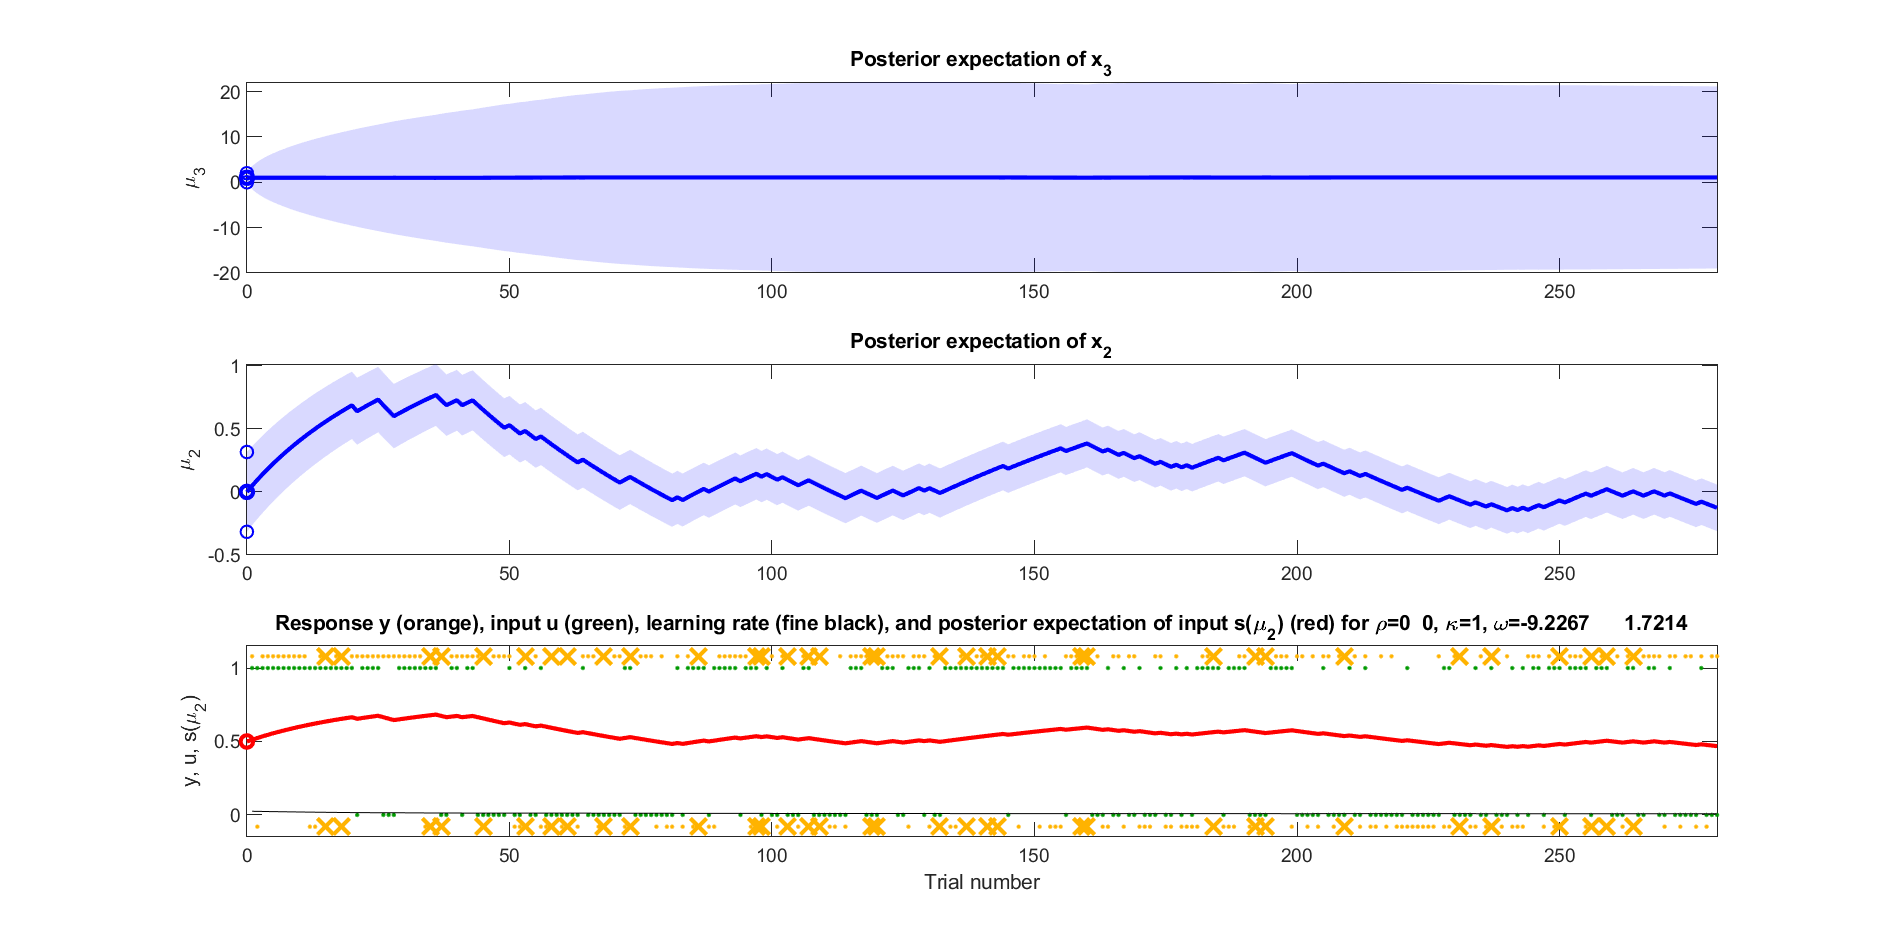 Posterior expectation of x₃
20
10
0
-10
-20
μ₃
0 50 100 150 200 250
Posterior expectation of x₂
1
0.5
0
-0.5
μ₂
0 50 100 150 200 250
Response y (orange), input u (green), learning rate (fine black), and posterior expectation of input s(μ₂) (red) for ρ=0 0, κ=1, ω=-9.2267 1.7214
1
0.5
0
y, u, s(μ₂)
0 50 100 150 200 250
Trial number